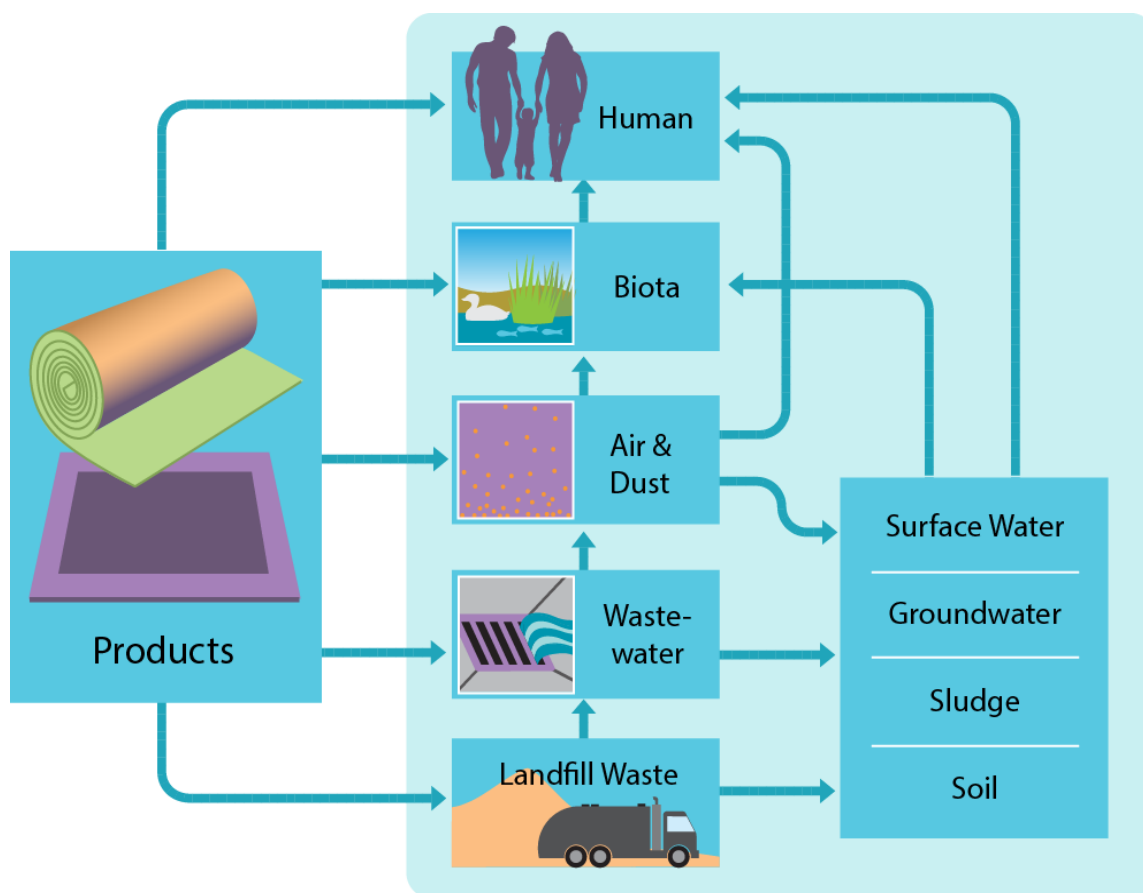 Human
Biota
Air &
Dust
Waste-
water
Landfill Waste
Products
Surface Water
Groundwater
Sludge
Soil